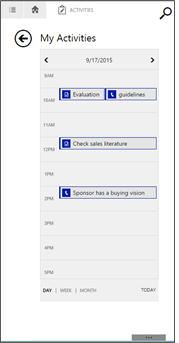 ACTIVITIES
My Activities
9/17/2015
9AM
10AM
Evaluation guidelines
11AM
12PM
Check sales literature
1PM
2PM
Sponsor has a buying vision
3PM
4PM
5PM
DAY | WEEK | MONTH TODAY